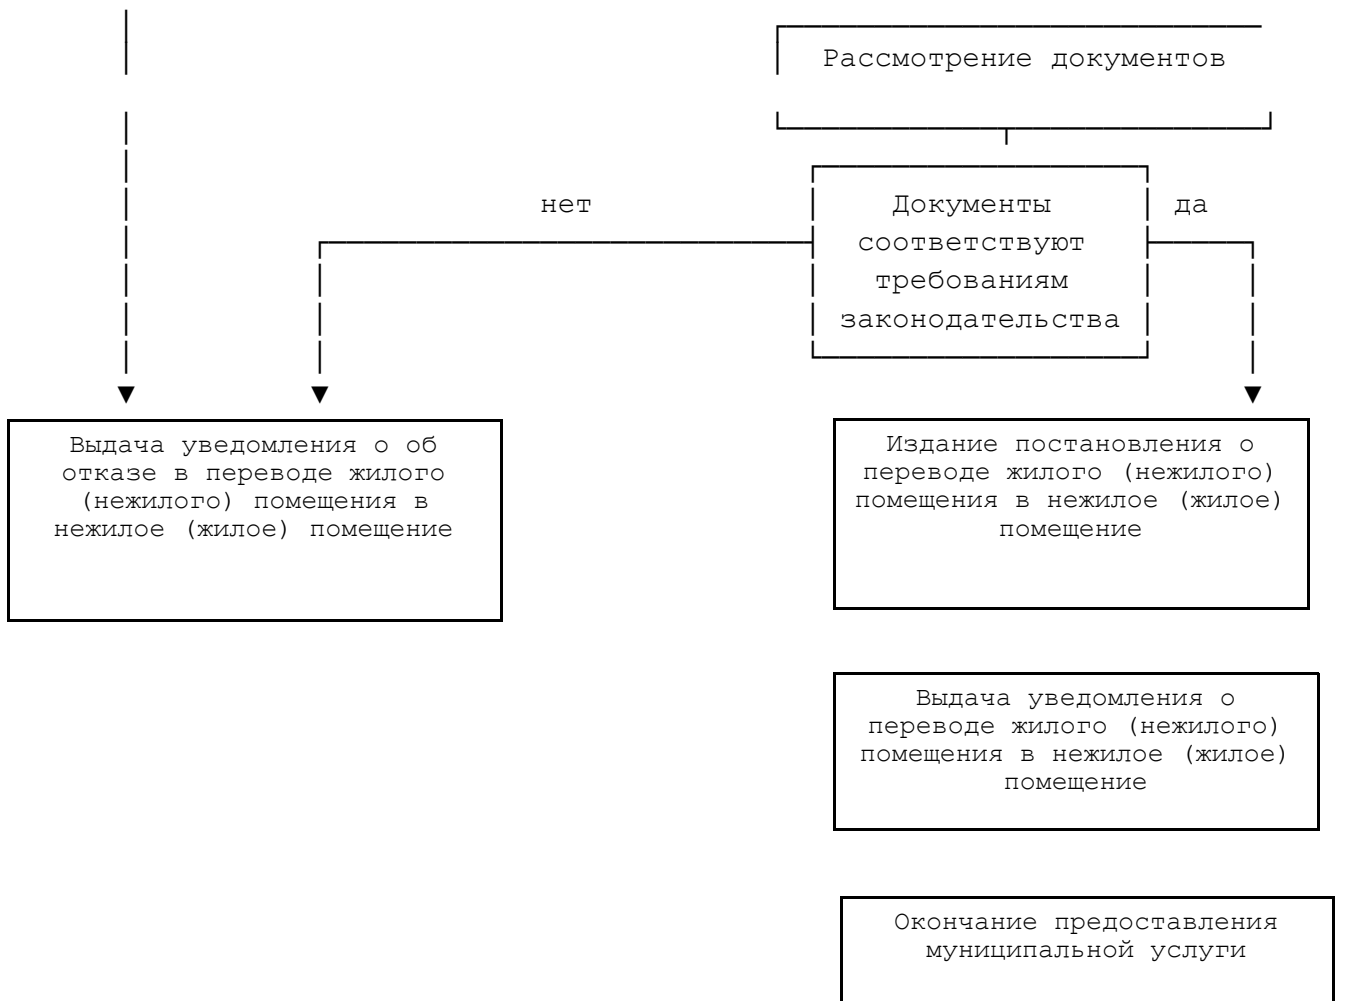 Рассмотрение документов
нет
Документы
да
соответствуют
требованиям
законодательства
Выдача уведомления о об
отказе в переводе жилого
(нежилого) помещения в
нежилое (жилое) помещение
Издание постановления о
переводе жилого (нежилого)
помещения в нежилое (жилое)
помещение
Выдача уведомления о
переводе жилого (нежилого)
помещения в нежилое (жилое)
помещение
Окончание предоставления
муниципальной услуги